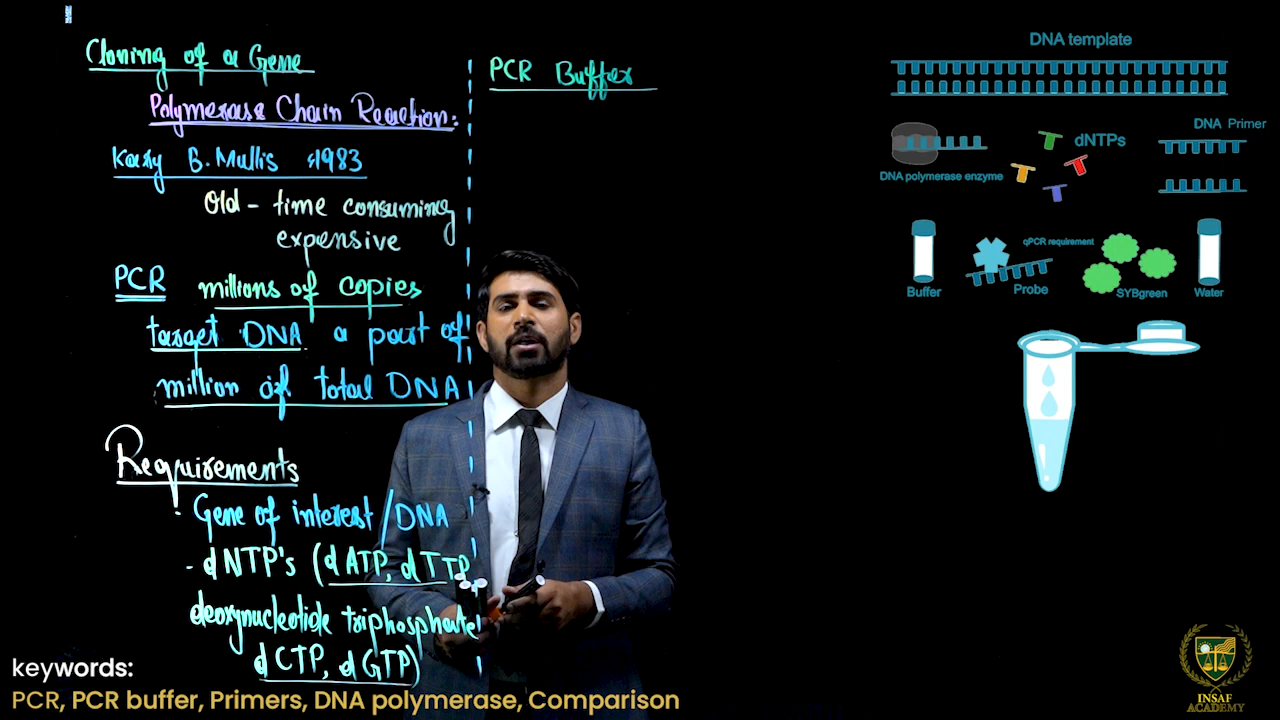 Cloning of a Gene
Polymerase Chain Reaction:
Kary B. Mullis 1983
Old - time consuming
expensive
PCR millions of copies
target DNA a part of
million of total DNA
Requirements
· Gene of interest / DNA
- dNTP's (dATP, dTTP,
deoxynucleotide triphosphate
dCTP, dGTP)
PCR Buffer
DNA template
DNA polymerase enzyme
dNTPs
DNA Primer
Buffer
qPCR requirement
Probe
SYBgreen
Water
keywords:
PCR, PCR buffer, Primers, DNA polymerase, Comparison
INSAF
ACADEMY